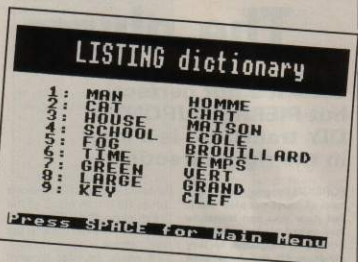 LISTING dictionary
1: MAN HOMME
2: CAT CHAT
3: HOUSE MAISON
4: SCHOOL ECOLE
5: FOG BROUILLARD
6: TIME TEMPS
7: GREEN VERT
8: LARGE GRAND
9: KEY CLEF
Press SPACE for Main Menu